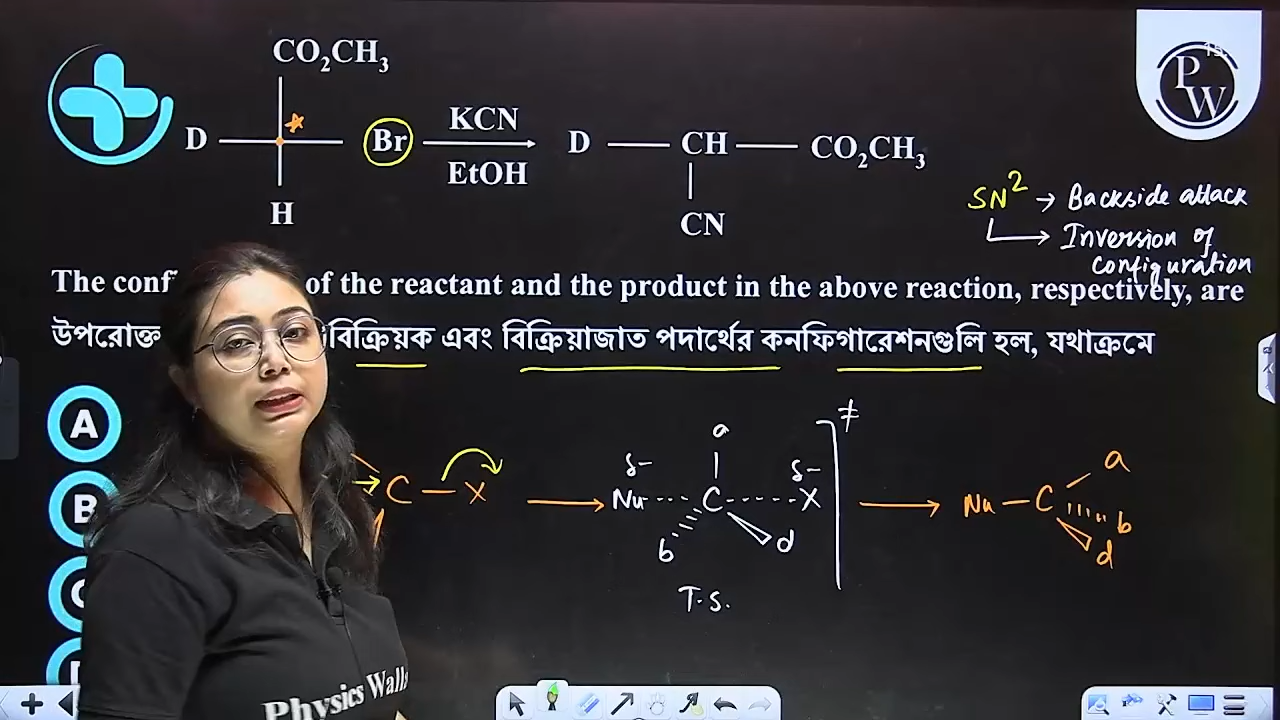 CO₂CH₃
D Br KCN D CH CO₂CH₃
EtOH
H CN
SN² → Backside attack
Inversion of configuration
The conf of the reactant and the product in the above reaction, respectively, are
উপরোক্ত বিক্রিয়ক এবং বিক্রিয়াজাত পদার্থের কনফিগারেশনগুলি হল, যথাক্রমে
A
B
C – X → Nu C X → Nu – C
δ- δ- ≠
a b d a b d
T.S.
PW
Physics Walla